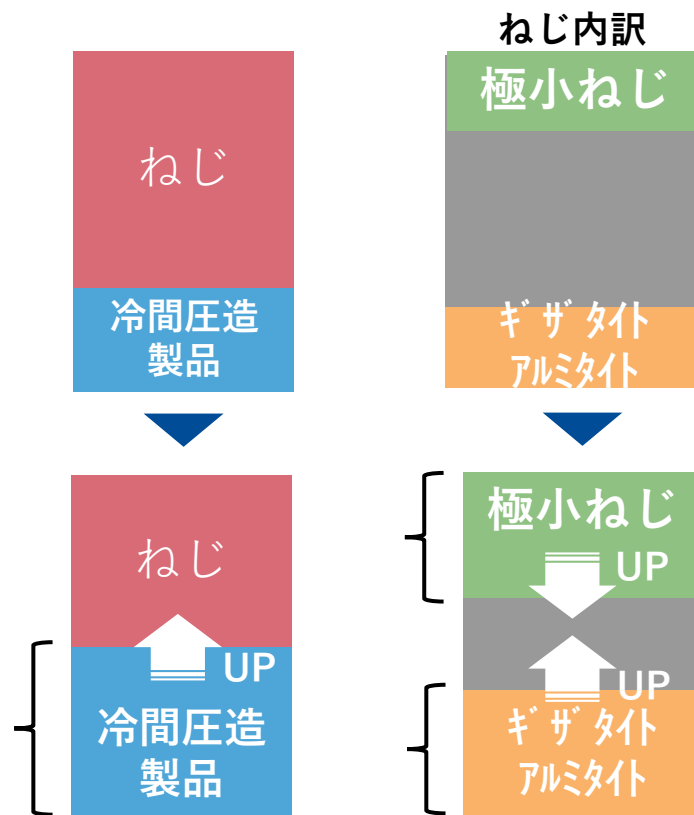 ねじ内訳
ねじ
冷間圧造
製品
極小ねじ
ｷﾞｻﾞﾀｲﾄ
ｱﾙﾐﾀｲﾄ
ねじ
UP
冷間圧造
製品
極小ねじ
UP
UP
ｷﾞｻﾞﾀｲﾄ
ｱﾙﾐﾀｲﾄ